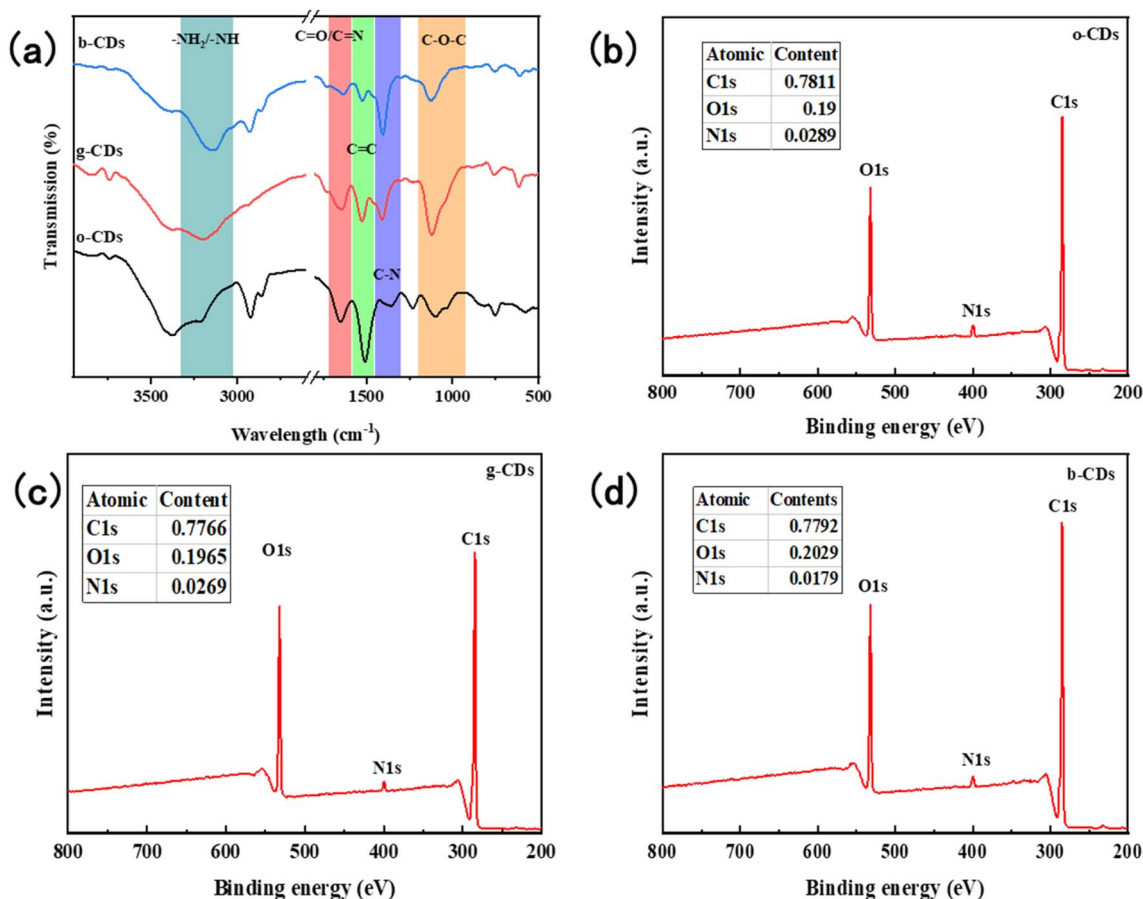 (a)
-NH₂/-NH
C=O/C=N
C-O-C
b-CDs
C=C
g-CDs
C-N
o-CDs
Transmission (%)
3500 3000 1500 1000 500
Wavelength (cm⁻¹)
(b)
o-CDs
Atomic Content
C1s 0.7811
O1s 0.19
N1s 0.0289
C1s
O1s
N1s
Intensity (a.u.)
800 700 600 500 400 300 200
Binding energy (eV)
(c)
g-CDs
Atomic Content
C1s 0.7766
O1s 0.1965
N1s 0.0269
C1s
O1s
N1s
Intensity (a.u.)
800 700 600 500 400 300 200
Binding energy (eV)
(d)
b-CDs
Atomic Contents
C1s 0.7792
O1s 0.2029
N1s 0.0179
C1s
O1s
N1s
Intensity (a.u.)
800 700 600 500 400 300 200
Binding energy (eV)